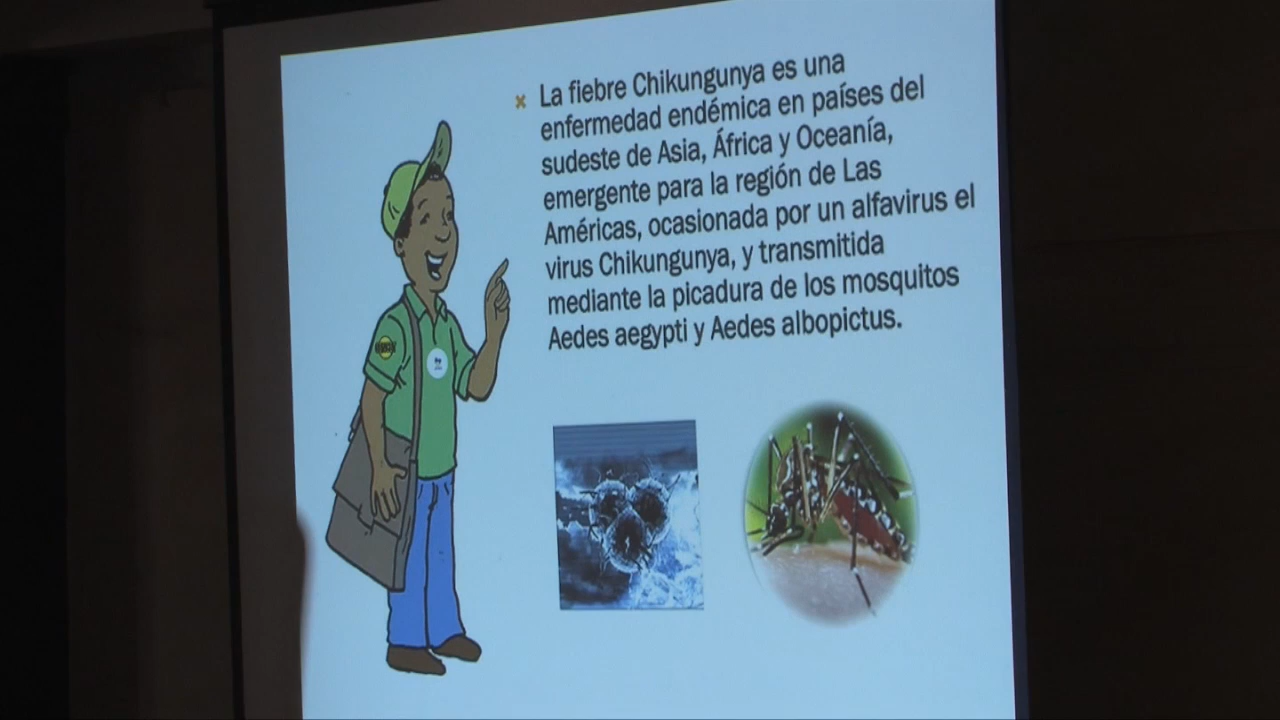 La fiebre Chikungunya es una
enfermedad endémica en países del
sudeste de Asia, África y Oceanía,
emergente para la región de Las
Américas, ocasionada por un alfavirus el
virus Chikungunya, y transmitida
mediante la picadura de los mosquitos
Aedes aegypti y Aedes albopictus.